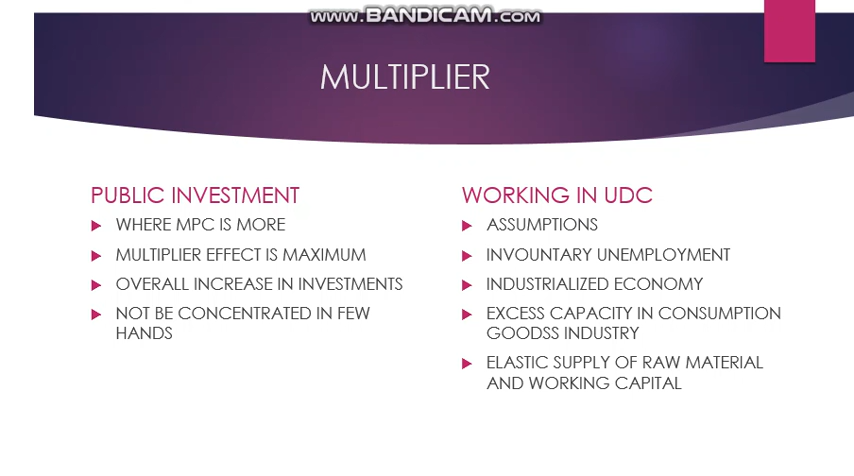 www.BANDICAM.com
MULTIPLIER
PUBLIC INVESTMENT
WHERE MPC IS MORE
MULTIPLIER EFFECT IS MAXIMUM
OVERALL INCREASE IN INVESTMENTS
NOT BE CONCENTRATED IN FEW
HANDS
WORKING IN UDC
ASSUMPTIONS
INVOUNTARY UNEMPLOYMENT
INDUSTRIALIZED ECONOMY
EXCESS CAPACITY IN CONSUMPTION
GOODSS INDUSTRY
ELASTIC SUPPLY OF RAW MATERIAL
AND WORKING CAPITAL